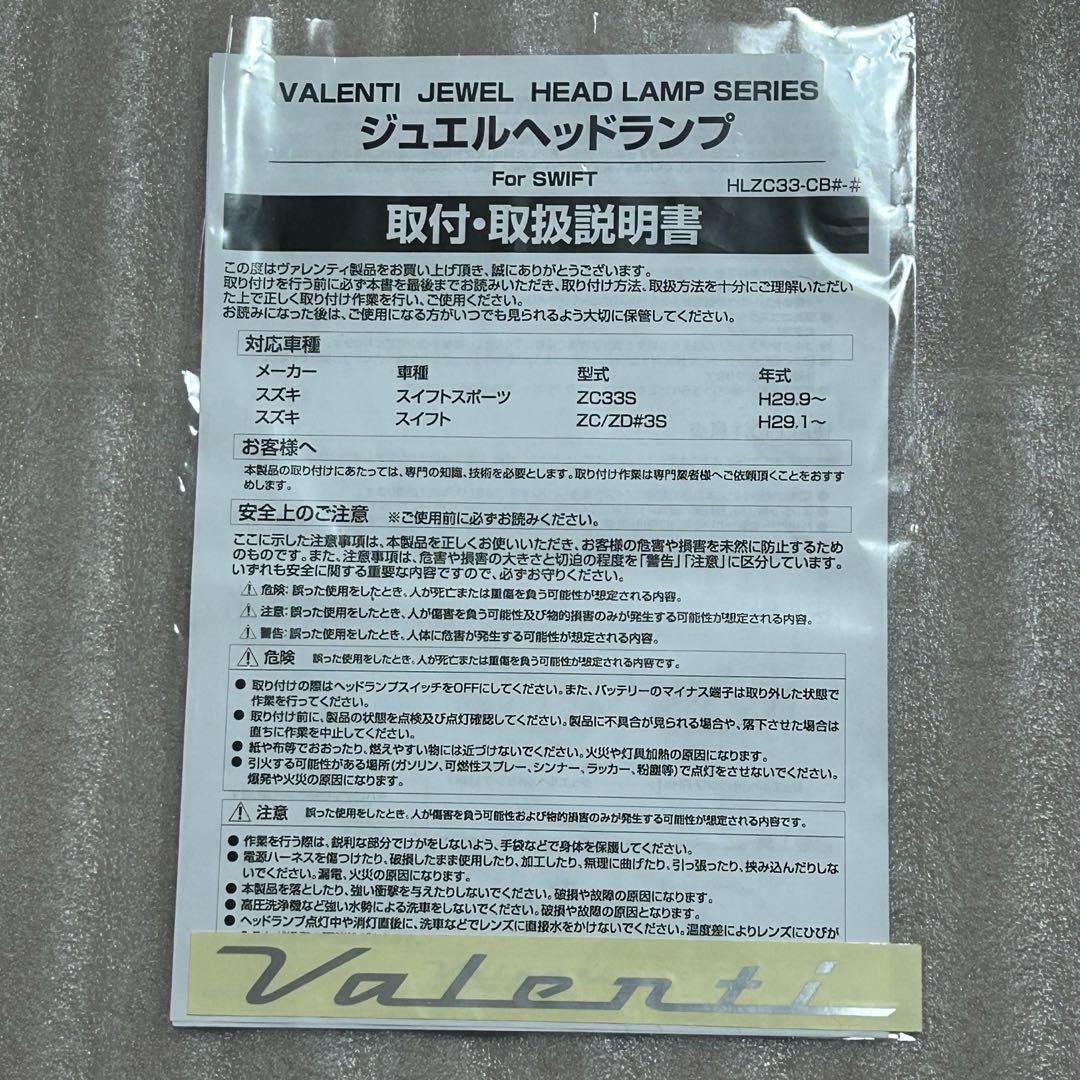 VALENTI JEWEL HEAD LAMP SERIES
ジュエルヘッドランプ
For SWIFT
HLZC33-CB#-#
取付・取扱説明書
この度はヴァレンティ製品をお買い上げ頂き、誠にありがとうございます。
取り付けを行う前に必ず本書を最後までお読みいただき、取り付け方法、取扱方法を十分にご理解いただい
た上で正しく取り付け作業を行い、ご使用ください。
お読みになった後は、ご使用になる方がいつでも見られるよう大切に保管してください。
対応車種
メーカー 車種 型式 年式
スズキ スイフトスポーツ ZC33S H29.9〜
スズキ スイフト ZC/ZD#3S H29.1〜
お客様へ
本製品の取り付けにあたっては、専門の知識、技術を必要とします。取り付け作業は専門業者様へご依頼頂くことをおすす
めします。
安全上のご注意 ※ご使用前に必ずお読みください。
ここに示した注意事項は、本製品を正しくお使いいただき、お客様の危害や損害を未然に防止するため
のものです。また、注意事項は、危害や損害の大きさと切迫の程度を「警告」「注意」に区分しています。
いずれも安全に関する重要な内容ですので、必ずお守りください。
⚠危険：誤った使用をしたとき、人が死亡または重傷を負う可能性が想定される内容。
⚠注意：誤った使用をしたとき、人が傷害を負う可能性及び物的損害のみが発生する可能性が想定される内容。
⚠警告：誤った使用をしたとき、人体に危害が発生する可能性が想定される内容。
⚠危険 誤った使用をしたとき、人が死亡または重傷を負う可能性が想定される内容です。
● 取り付けの際はヘッドランプスイッチをOFFにしてください。また、バッテリーのマイナス端子は取り外した状態で
作業を行ってください。
● 取り付け前に、製品の状態を点検及び点灯確認してください。製品に不具合が見られる場合や、落下させた場合は
直ちに作業を中止してください。
● 紙や布等でおおったり、燃えやすい物には近づけないでください。火災や灯具加熱の原因になります。
● 引火する可能性がある場所(ガソリン、可燃性スプレー、シンナー、ラッカー、粉塵等)で点灯をさせないでください。
爆発や火災の原因になります。
⚠注意 誤った使用をしたとき、人が傷害を負う可能性および物的損害のみが発生する可能性が想定される内容です。
● 作業を行う際は、鋭利な部分でけがをしないよう、手袋などで身体を保護してください。
● 電源ハーネスを傷つけたり、破損したまま使用したり、加工したり、無理に曲げたり、引っ張ったり、挟み込んだりしな
いでください。漏電、火災の原因になります。
● 本製品を落としたり、強い衝撃を与えたりしないでください。破損や故障の原因になります。
● 高圧洗浄機など強い水勢による洗車をしないでください。破損や故障の原因となります。
● ヘッドランプ点灯中や消灯直後に、洗車などでレンズに直接水をかけないでください。温度差によりレンズにひびが
Valenti